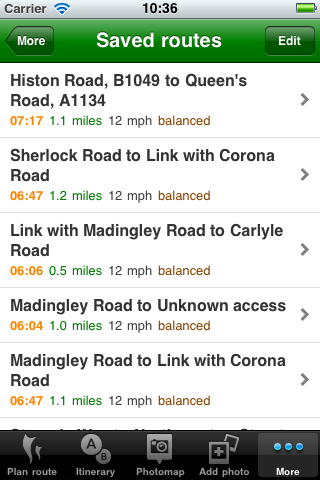 Carrier 10:36
More Saved routes Edit
Histon Road, B1049 to Queen's
Road, A1134
07:17 1.1 miles 12 mph balanced
Sherlock Road to Link with Corona
Road
06:47 1.2 miles 12 mph balanced
Link with Madingley Road to Carlyle
Road
06:06 0.5 miles 12 mph balanced
Madingley Road to Unknown access
06:04 1.0 miles 12 mph balanced
Madingley Road to Link with Corona
Road
06:47 1.1 miles 12 mph balanced
A B
Plan route Itinerary Photomap Add photo More